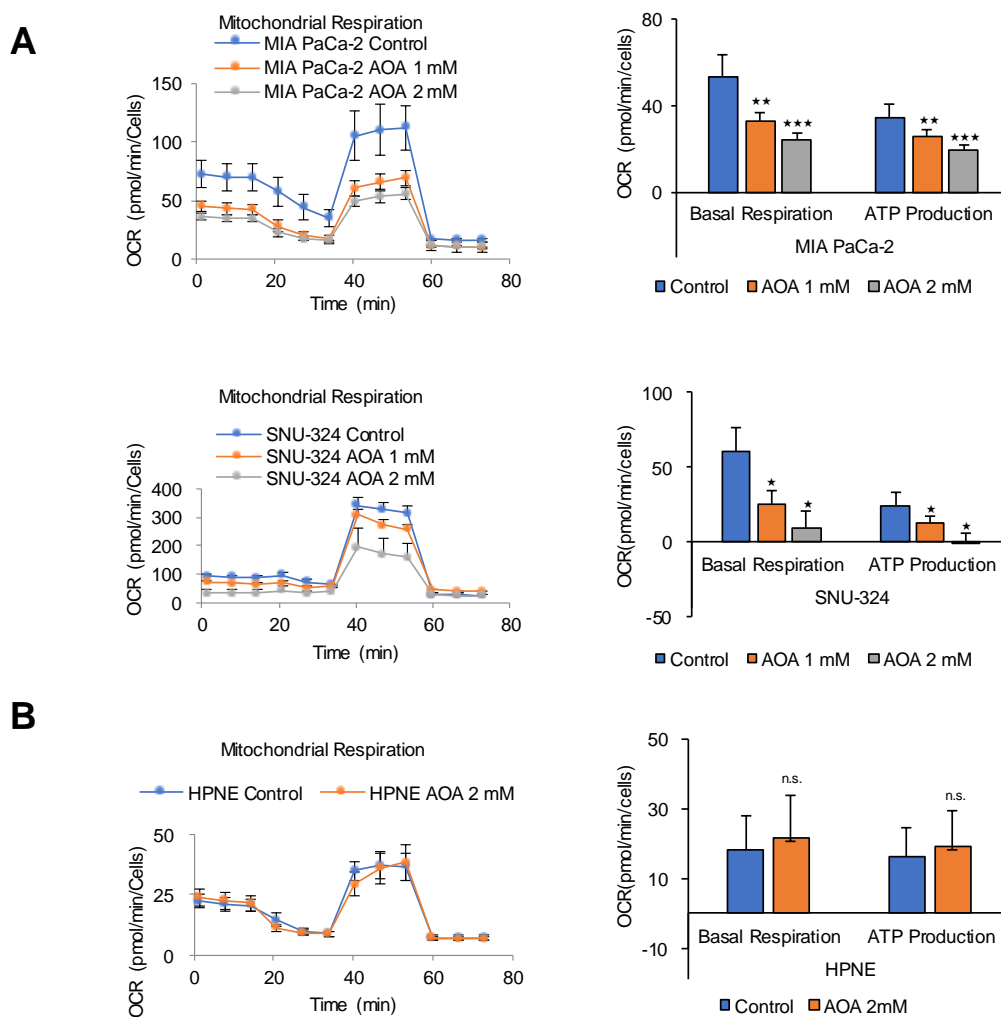 A
Mitochondrial Respiration
MIA PaCa-2 Control
MIA PaCa-2 AOA 1 mM
MIA PaCa-2 AOA 2 mM
OCR (pmol/min/Cells)
150
100
50
0
0 20 40 60 80
Time (min)
OCR (pmol/min/cells)
80
40
0
★★ ★★★ ★★ ★★★
Basal Respiration ATP Production
MIA PaCa-2
Control AOA 1 mM AOA 2 mM
Mitochondrial Respiration
SNU-324 Control
SNU-324 AOA 1 mM
SNU-324 AOA 2 mM
OCR (pmol/min/Cells)
400
300
200
100
0
0 20 40 60 80
Time (min)
OCR(pmol/min/cells)
100
50
0
-50
★ ★ ★ ★
Basal Respiration ATP Production
SNU-324
Control AOA 1 mM AOA 2 mM
B
Mitochondrial Respiration
HPNE Control HPNE AOA 2 mM
OCR (pmol/min/Cells)
50
25
0
0 20 40 60 80
Time (min)
OCR(pmol/min/cells)
50
30
10
-10
n.s. n.s.
Basal Respiration ATP Production
HPNE
Control AOA 2mM